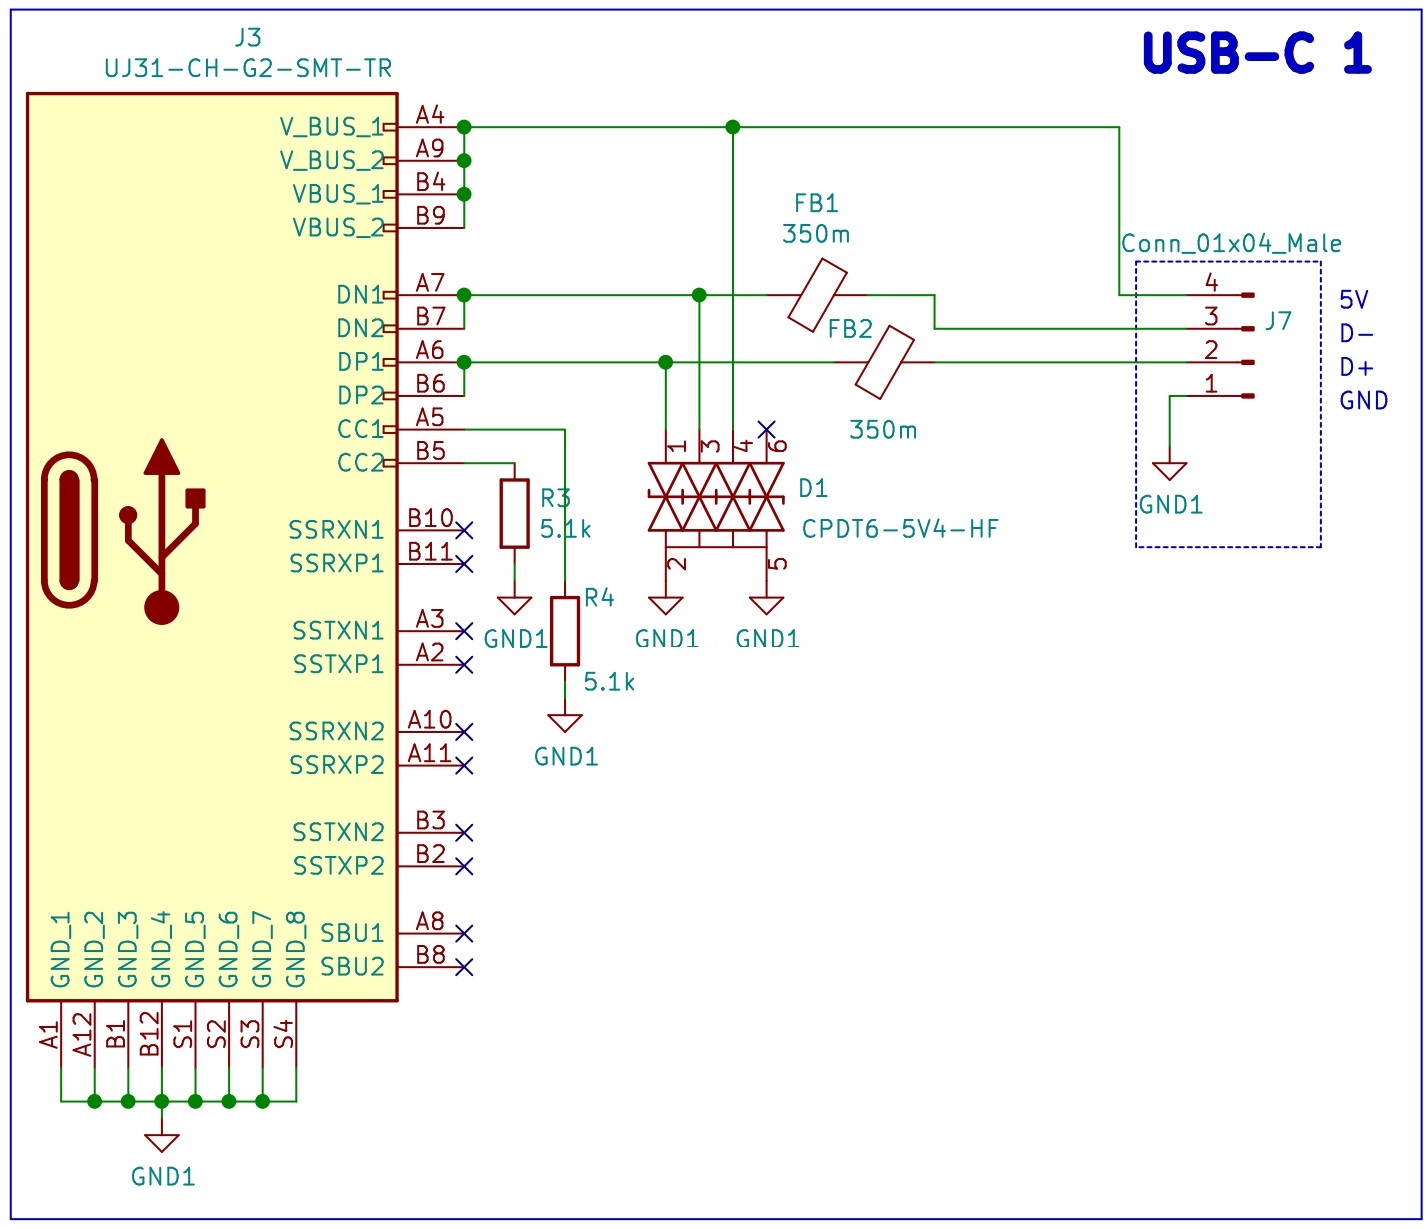 J3
UJ31-CH-G2-SMT-TR
USB-C 1
V_BUS_1 A4
V_BUS_2 A9
VBUS_1 B4
VBUS_2 B9
DN1 A7
DN2 B7
DP1 A6
DP2 B6
CC1 A5
CC2 B5
SSRXN1 B10
SSRXP1 B11
SSTXN1 A3
SSTXP1 A2
SSRXN2 A10
SSRXP2 A11
SSTXN2 B3
SSTXP2 B2
SBU1 A8
SBU2 B8
GND_1 GND_2 GND_3 GND_4 GND_5 GND_6 GND_7 GND_8
A1 A12 B1 B12 S1 S2 S3 S4
GND1
R3
5.1k
GND1
R4
5.1k
GND1
FB1
350m
FB2
350m
1 3 4 6
D1
CPDT6-5V4-HF
2 5
GND1 GND1
Conn_01x04_Male
4 5V
J7
3 D-
2 D+
1 GND
GND1